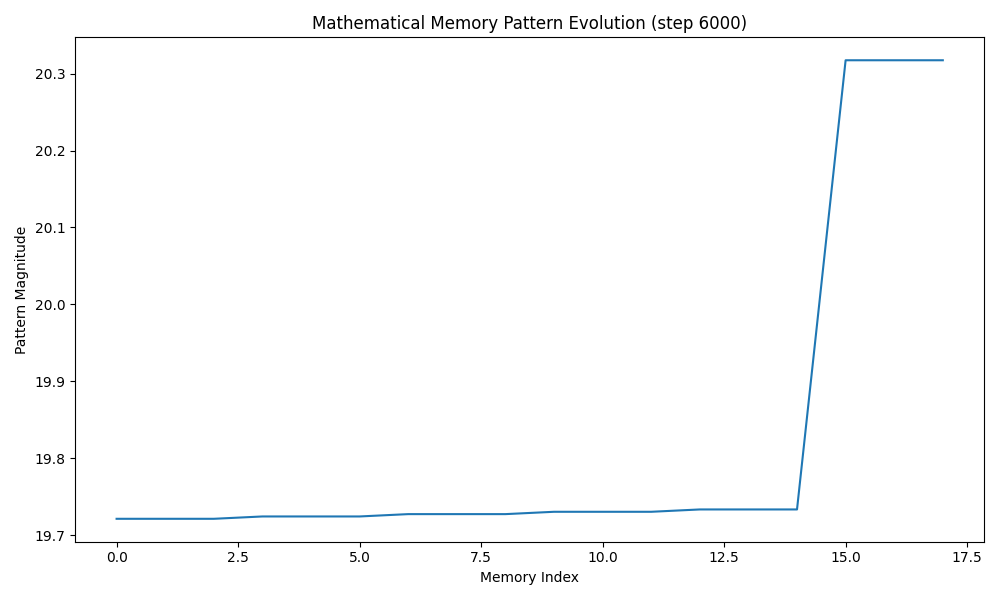 Mathematical Memory Pattern Evolution (step 6000)
Pattern Magnitude
20.3
20.2
20.1
20.0
19.9
19.8
19.7
0.0 2.5 5.0 7.5 10.0 12.5 15.0 17.5
Memory Index